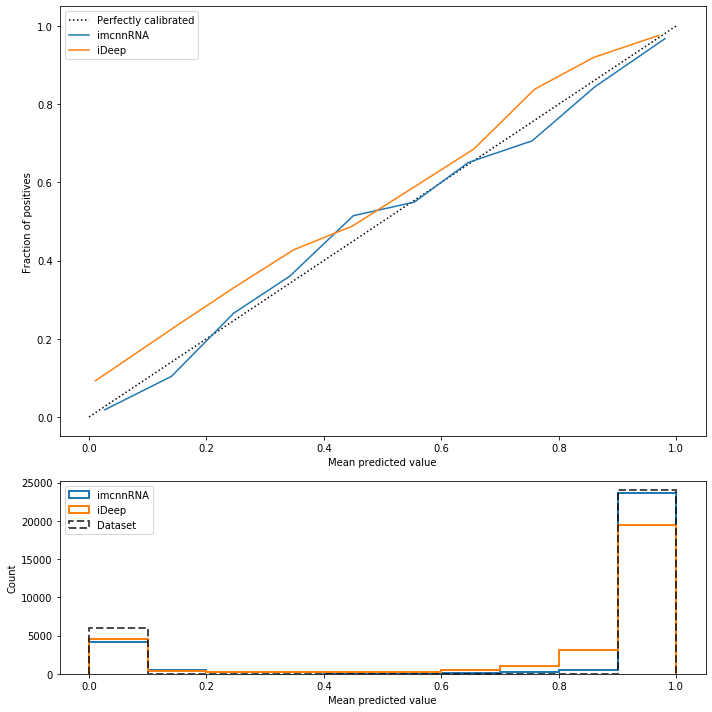 Perfectly calibrated
imcnnRNA
iDeep
1.0
0.8
0.6
0.4
0.2
0.0
Fraction of positives
0.0 0.2 0.4 0.6 0.8 1.0
Mean predicted value
imcnnRNA
iDeep
Dataset
25000
20000
15000
10000
5000
0
Count
0.0 0.2 0.4 0.6 0.8 1.0
Mean predicted value